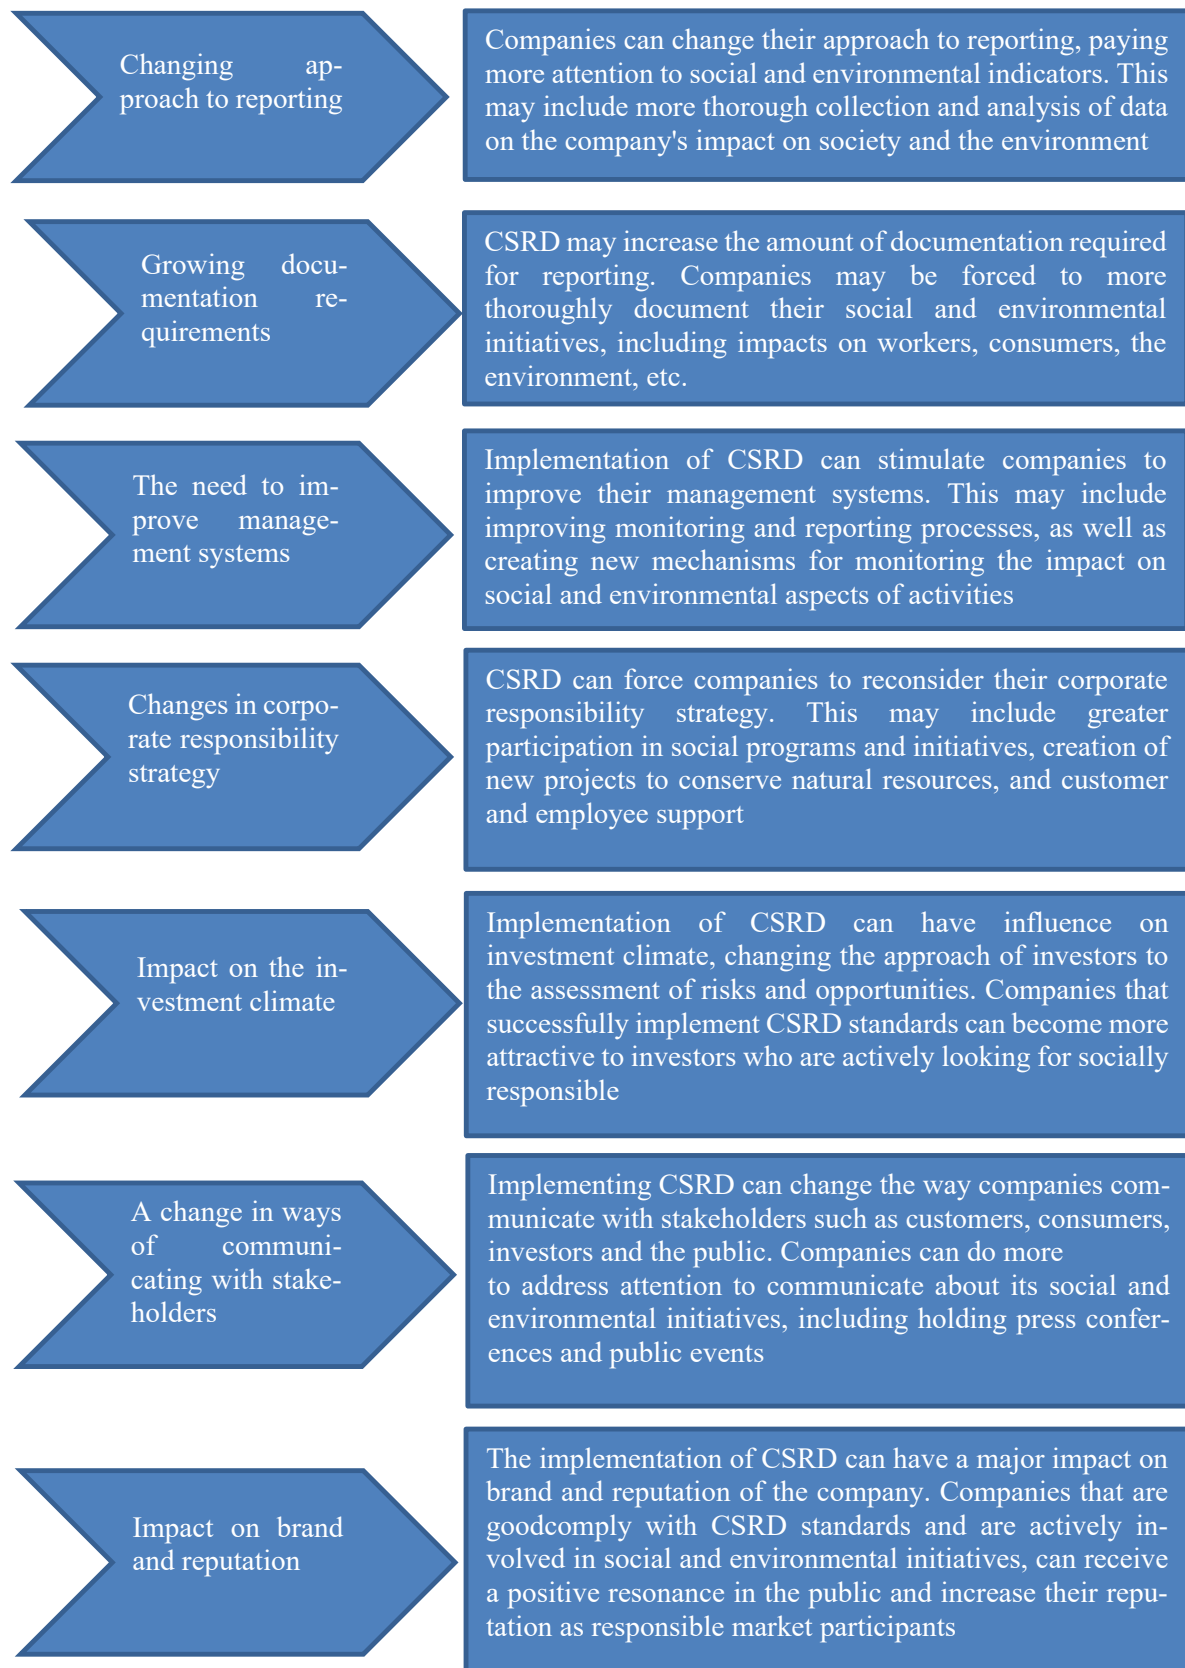 Changing ap-
proach to reporting
Companies can change their approach to reporting, paying
more attention to social and environmental indicators. This
may include more thorough collection and analysis of data
on the company's impact on society and the environment
Growing docu-
mentation re-
quirements
CSRD may increase the amount of documentation required
for reporting. Companies may be forced to more
thoroughly document their social and environmental
initiatives, including impacts on workers, consumers, the
environment, etc.
The need to im-
prove manage-
ment systems
Implementation of CSRD can stimulate companies to
improve their management systems. This may include
improving monitoring and reporting processes, as well as
creating new mechanisms for monitoring the impact on
social and environmental aspects of activities
Changes in corpo-
rate responsibility
strategy
CSRD can force companies to reconsider their corporate
responsibility strategy. This may include greater
participation in social programs and initiatives, creation of
new projects to conserve natural resources, and customer
and employee support
Impact on the in-
vestment climate
Implementation of CSRD can have influence on
investment climate, changing the approach of investors to
the assessment of risks and opportunities. Companies that
successfully implement CSRD standards can become more
attractive to investors who are actively looking for socially
responsible
A change in ways
of communi-
cating with stake-
holders
Implementing CSRD can change the way companies com-
municate with stakeholders such as customers, consumers,
investors and the public. Companies can do more
to address attention to communicate about its social and
environmental initiatives, including holding press confer-
ences and public events
Impact on brand
and reputation
The implementation of CSRD can have a major impact on
brand and reputation of the company. Companies that are
goodcomply with CSRD standards and are actively in-
volved in social and environmental initiatives, can receive
a positive resonance in the public and increase their repu-
tation as responsible market participants